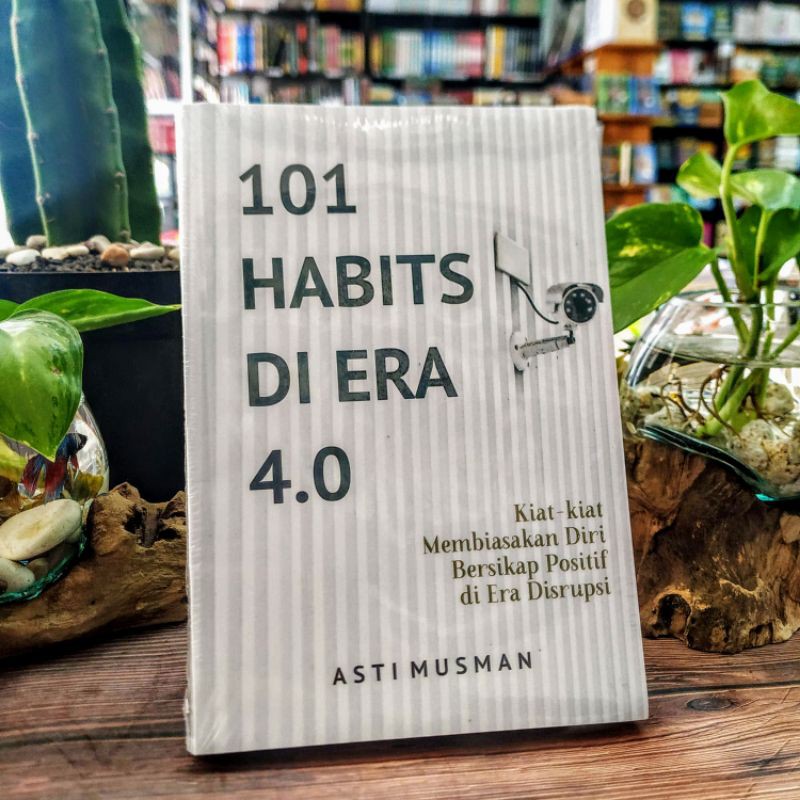 101
HABITS
DI ERA
4.0
Kiat-kiat
Membiasakan Diri
Bersikap Positif
di Era Disrupsi
ASTI MUSMAN